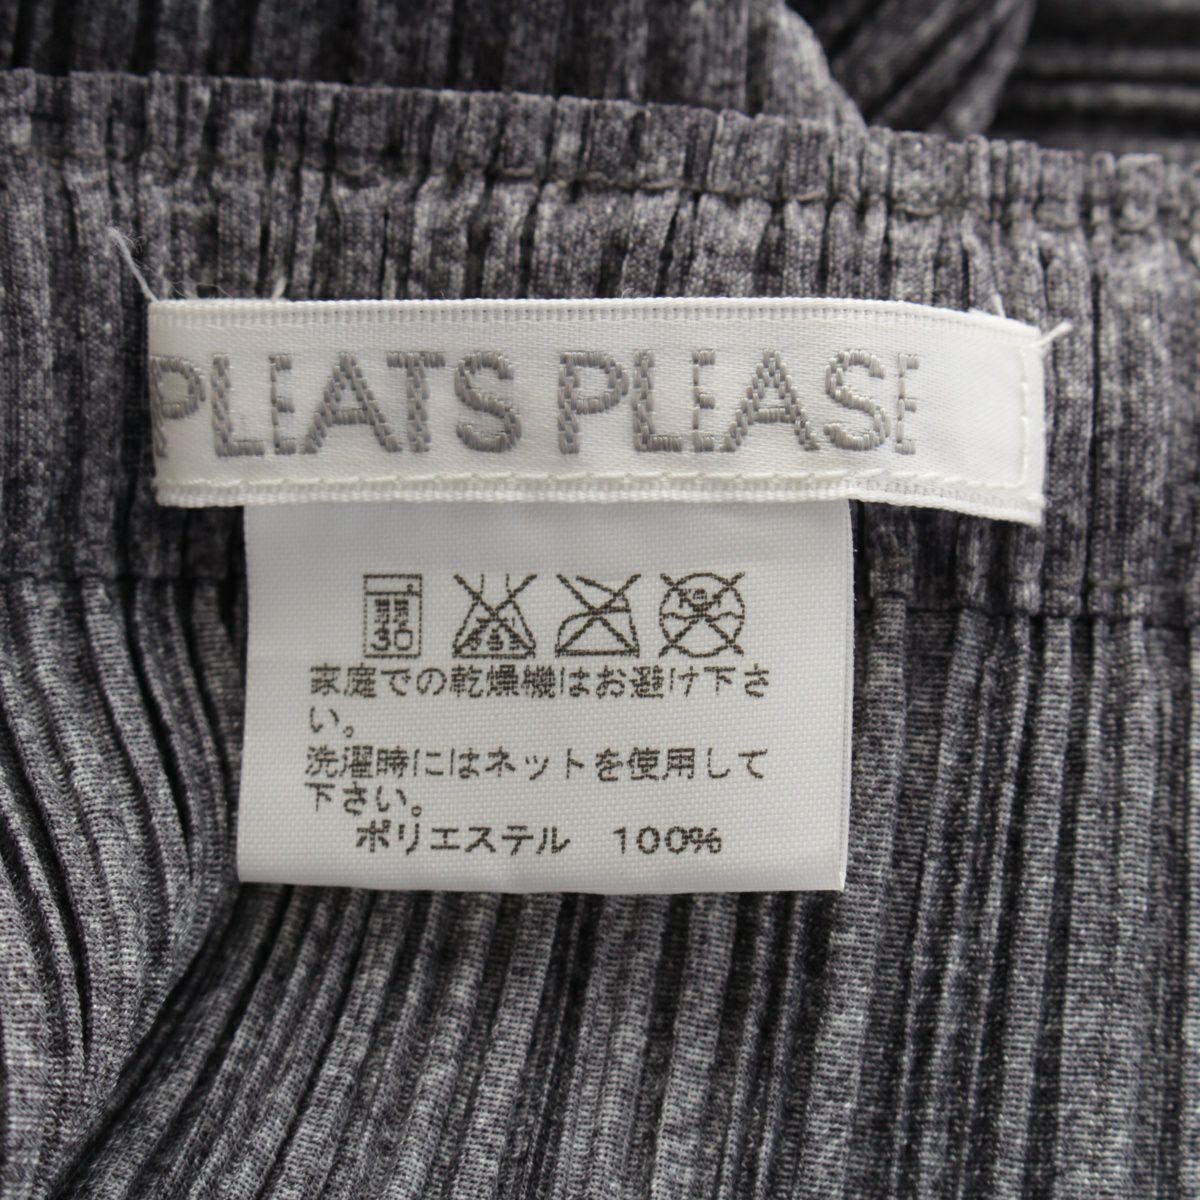 PLEATS PLEASE
弱
30
家庭での乾燥機はお避け下さ
い。
洗濯時にはネットを使用して
下さい。
ポリエステル 100%